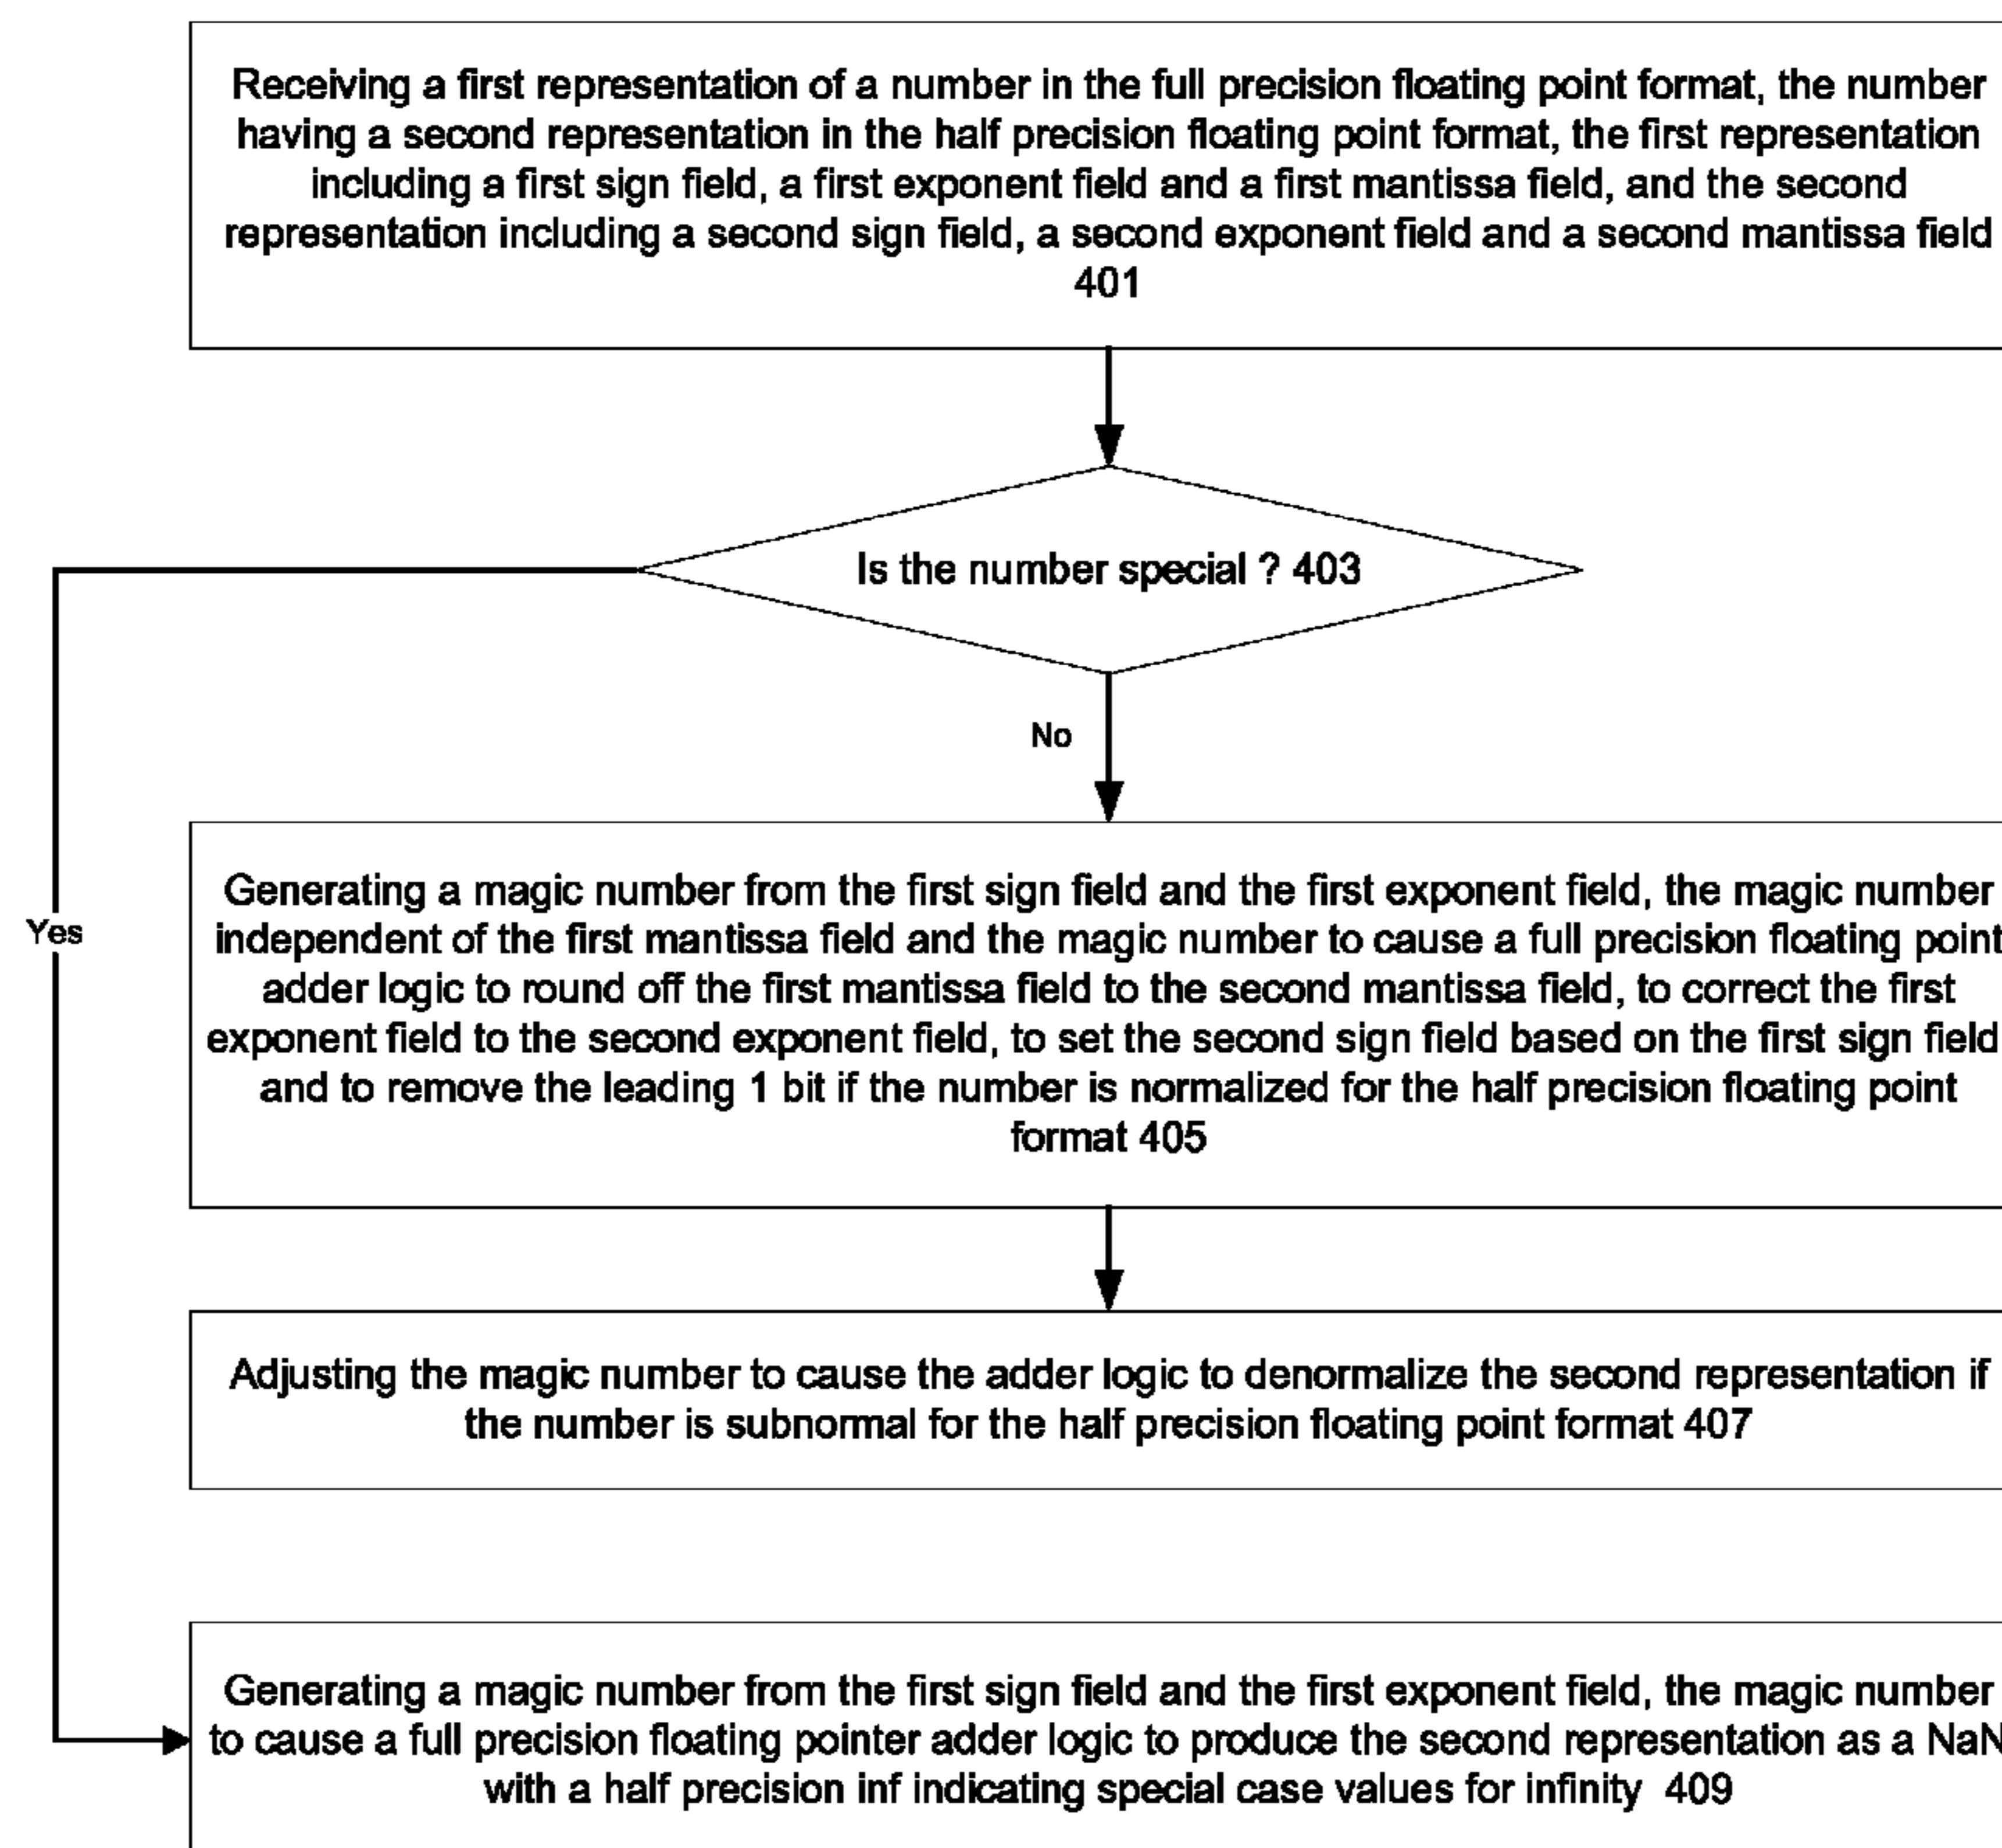 Receiving a first representation of a number in the full precision floating point format, the number
having a second representation in the half precision floating point format, the first representation
including a first sign field, a first exponent field and a first mantissa field, and the second
representation including a second sign field, a second exponent field and a second mantissa field
401
Is the number special ? 403
No
Yes
Generating a magic number from the first sign field and the first exponent field, the magic number
independent of the first mantissa field and the magic number to cause a full precision floating point
adder logic to round off the first mantissa field to the second mantissa field, to correct the first
exponent field to the second exponent field, to set the second sign field based on the first sign field
and to remove the leading 1 bit if the number is normalized for the half precision floating point
format 405
Adjusting the magic number to cause the adder logic to denormalize the second representation if
the number is subnormal for the half precision floating point format 407
Generating a magic number from the first sign field and the first exponent field, the magic number
to cause a full precision floating pointer adder logic to produce the second representation as a NaN
with a half precision inf indicating special case values for infinity 409